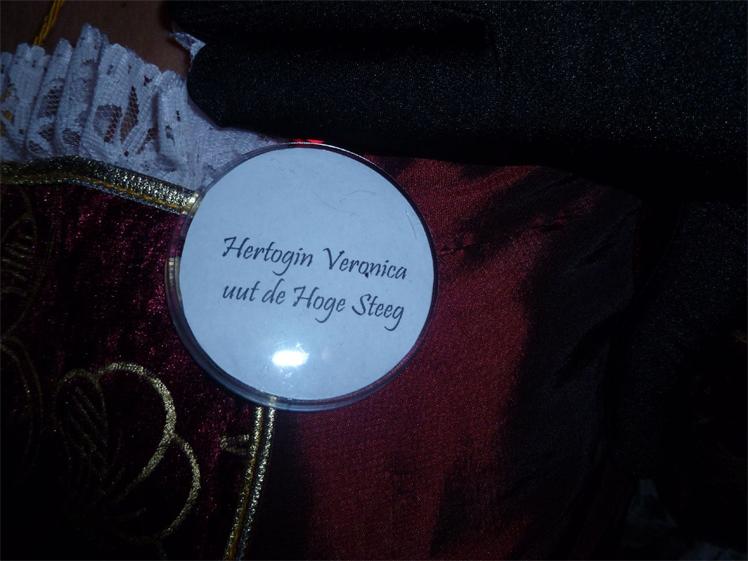 Hertogin Veronica
uut de Hoge Steeg